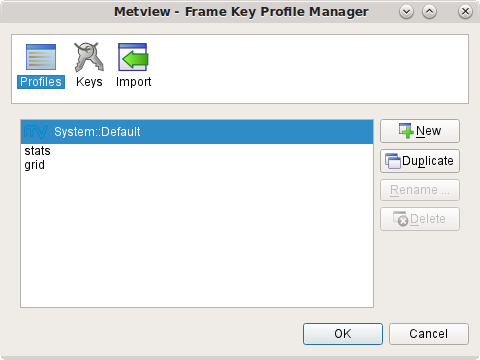 Metview - Frame Key Profile Manager
Profiles Keys Import
System::Default
stats
grid
New
Duplicate
Rename ...
Delete
OK Cancel